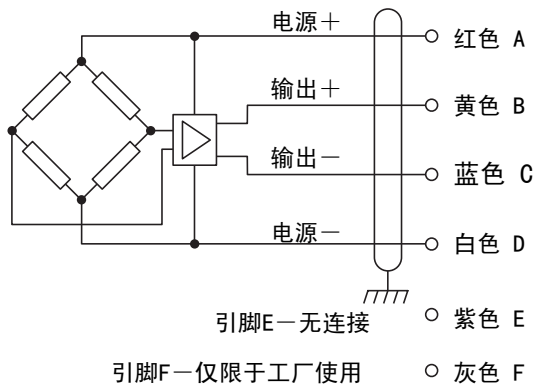 电源＋
红色 A
输出＋
黄色 B
输出－
蓝色 C
电源－
白色 D
引脚E－无连接
紫色 E
引脚F－仅限于工厂使用
灰色 F